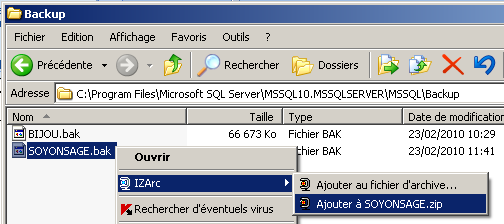 Backup
Fichier Edition Affichage Favoris Outils ?
Précédente Rechercher Dossiers
Adresse C:\Program Files\Microsoft SQL Server\MSSQL10.MSSQLSERVER\MSSQL\Backup
Nom Taille Type Date de modification
BIJOU.bak 66 673 Ko Fichier BAK 23/02/2010 10:29
SOYONSAGE.bak Fichier BAK 23/02/2010 11:41
Ouvrir
IZArc Ajouter au fichier d'archive...
Ajouter à SOYONSAGE.zip
Rechercher d'éventuels virus